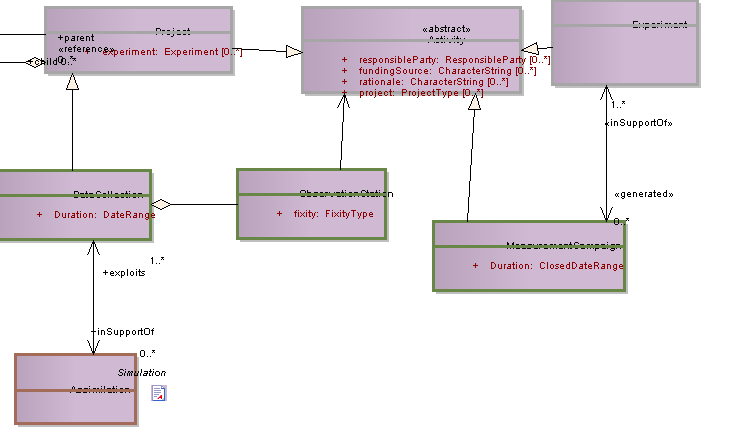 Project
+parent
«reference»
+ experiment: Experiment [0..*]
0..*
+child 0..*
«abstract»
Activity
+ responsibleParty: ResponsibleParty [0..*]
+ fundingSource: CharacterString [0..*]
+ rationale: CharacterString [0..*]
+ project: ProjectType [0..*]
Experiment
1..*
«inSupportOf»
«generated»
0..*
DataCollection
+ Duration: DateRange
ObservationStation
+ fixity: FixityType
MeasurementCampaign
+ Duration: ClosedDateRange
1..*
+exploits
+inSupportOf
0..*
Simulation
Assimilation